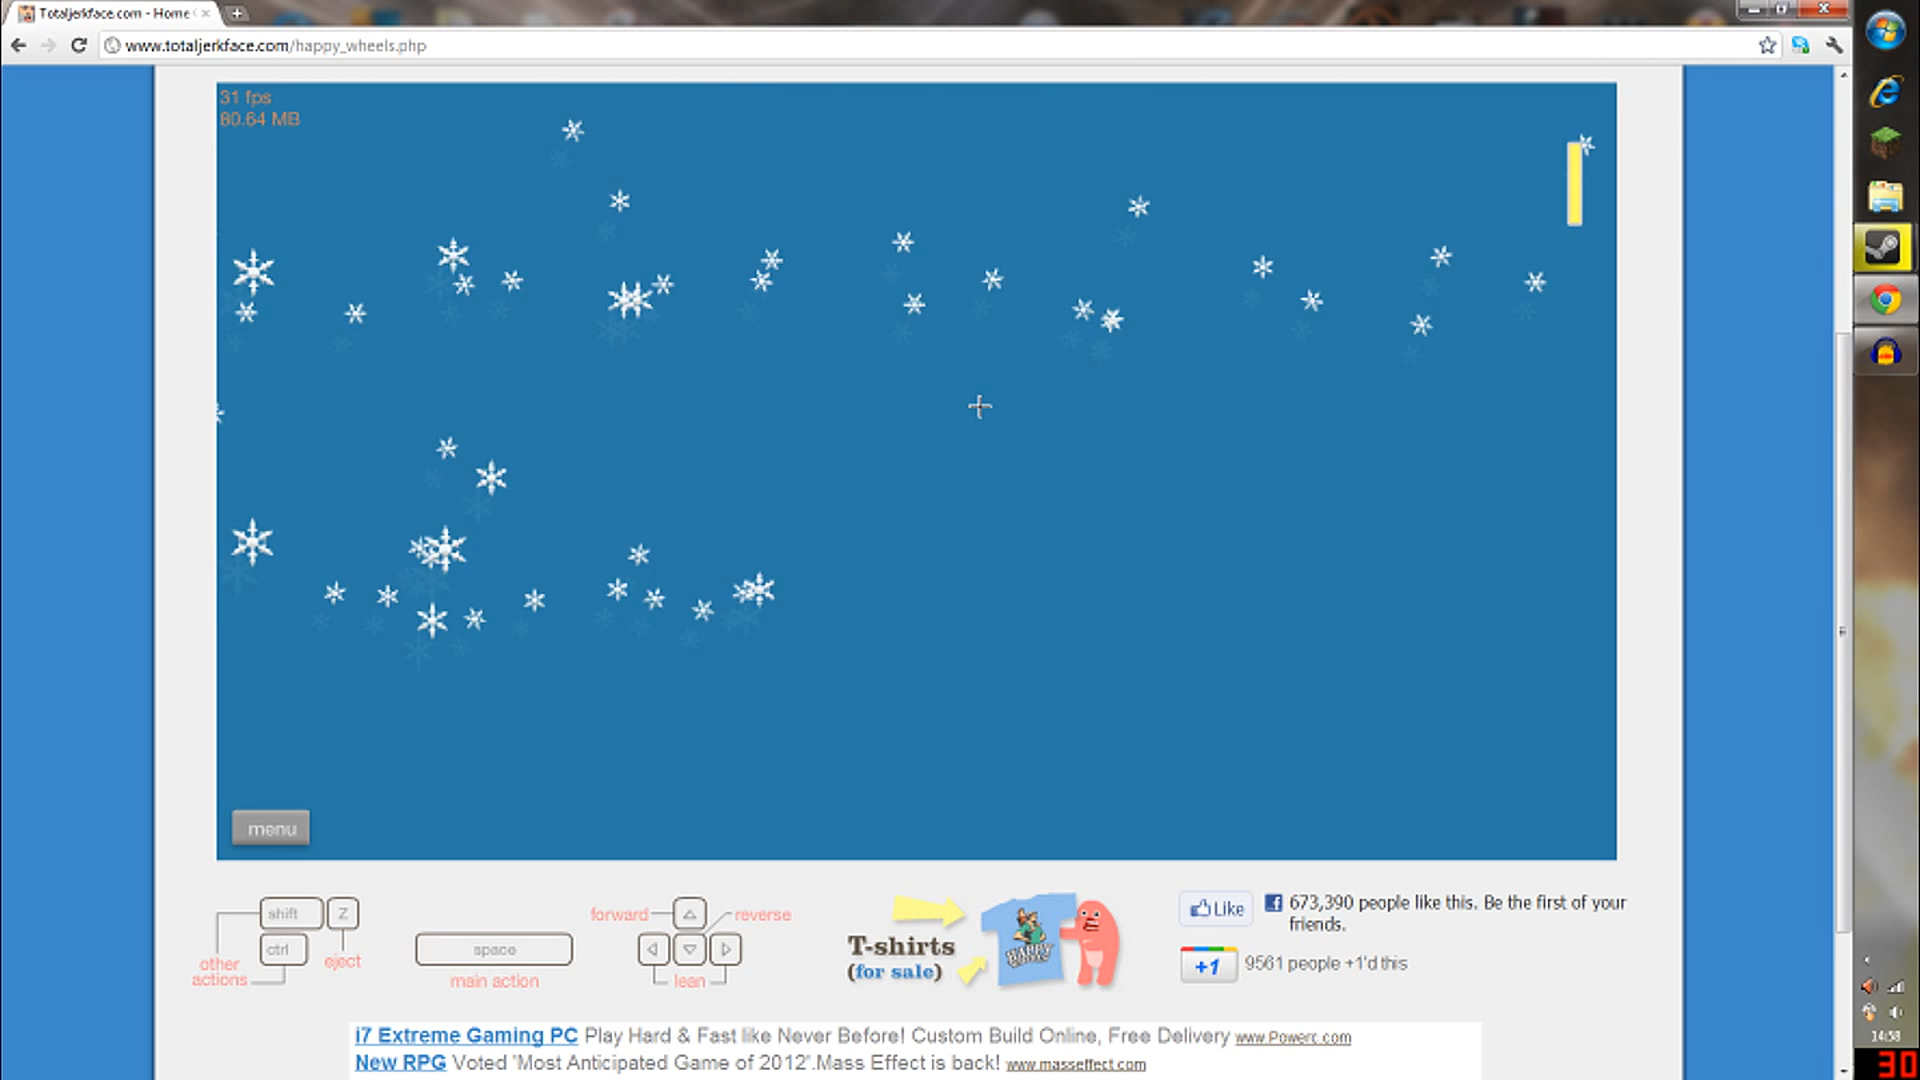 Totaljerkface.com - Home
www.totaljerkface.com/happy_wheels.php
31 fps
60.64 MB
menu
shift
Z
ctrl
other
actions
eject
space
main action
forward
reverse
lean
T-shirts
(for sale)
HAPPY
Like
673,390 people like this. Be the first of your
friends.
+1
9561 people +1'd this
i7 Extreme Gaming PC Play Hard & Fast like Never Before! Custom Build Online, Free Delivery www.Powerc.com
New RPG Voted 'Most Anticipated Game of 2012'.Mass Effect is back! www.masseffect.com
14:58
30